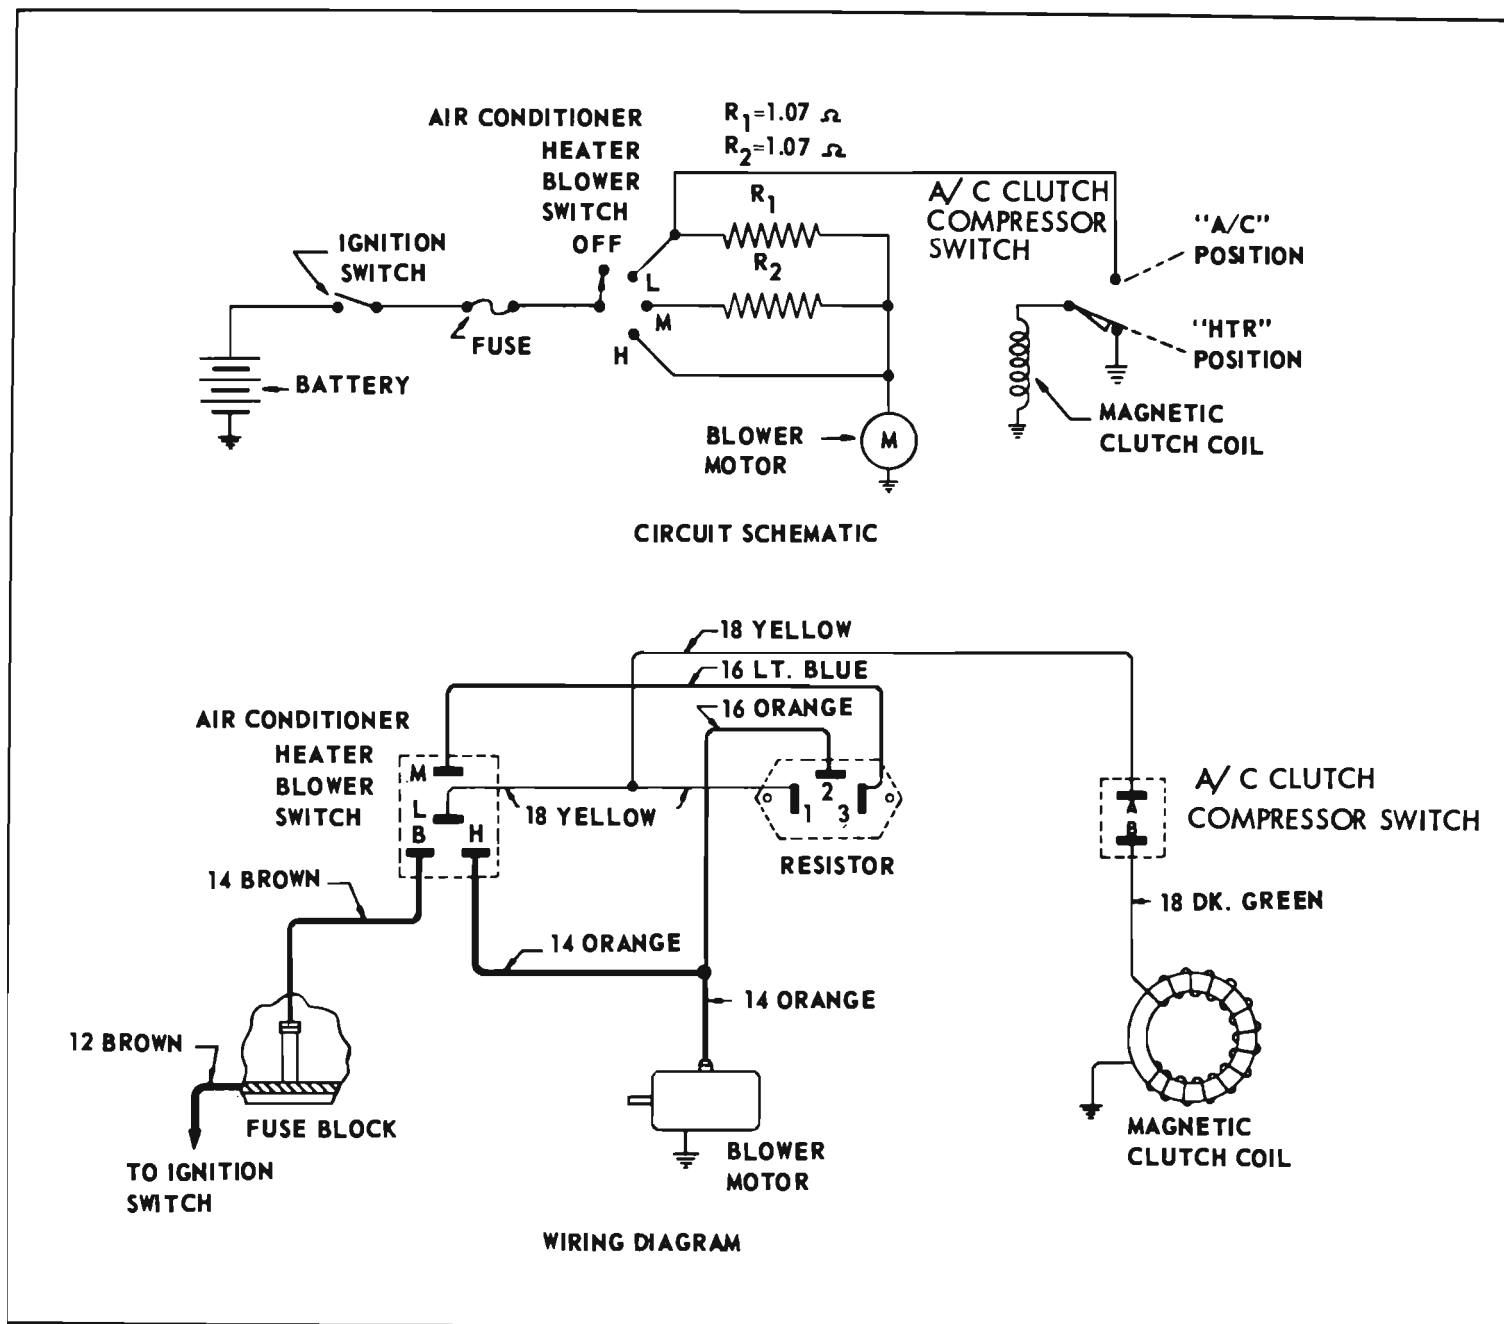 AIR CONDITIONER
HEATER
BLOWER
SWITCH
OFF
R1=1.07 Ω
R2=1.07 Ω
R1
R2
A/C CLUTCH
COMPRESSOR
SWITCH
"A/C"
POSITION
IGNITION
SWITCH
FUSE
L
M
H
"HTR"
POSITION
BATTERY
BLOWER
MOTOR
M
MAGNETIC
CLUTCH COIL
CIRCUIT SCHEMATIC
18 YELLOW
16 LT. BLUE
16 ORANGE
AIR CONDITIONER
HEATER
BLOWER
SWITCH
M
L
B
H
18 YELLOW
1
2
3
RESISTOR
A
B
A/C CLUTCH
COMPRESSOR SWITCH
14 BROWN
18 DK. GREEN
14 ORANGE
14 ORANGE
12 BROWN
FUSE BLOCK
TO IGNITION
SWITCH
BLOWER
MOTOR
MAGNETIC
CLUTCH COIL
WIRING DIAGRAM